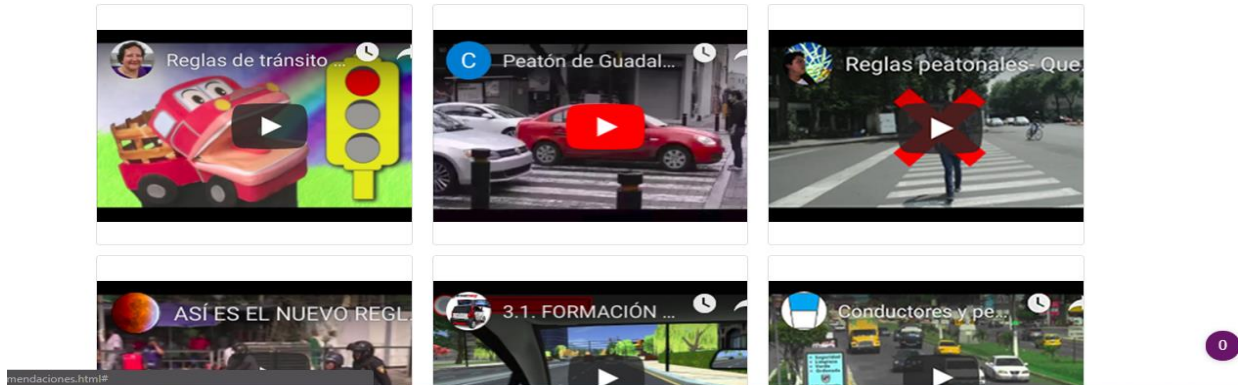 Reglas de tránsito ...
C
Peatón de Guadal...
Reglas peatonales- Que
ASÍ ES EL NUEVO REGL
3.1. FORMACIÓN ...
Conductores y pe...
0
mendaciones.html#